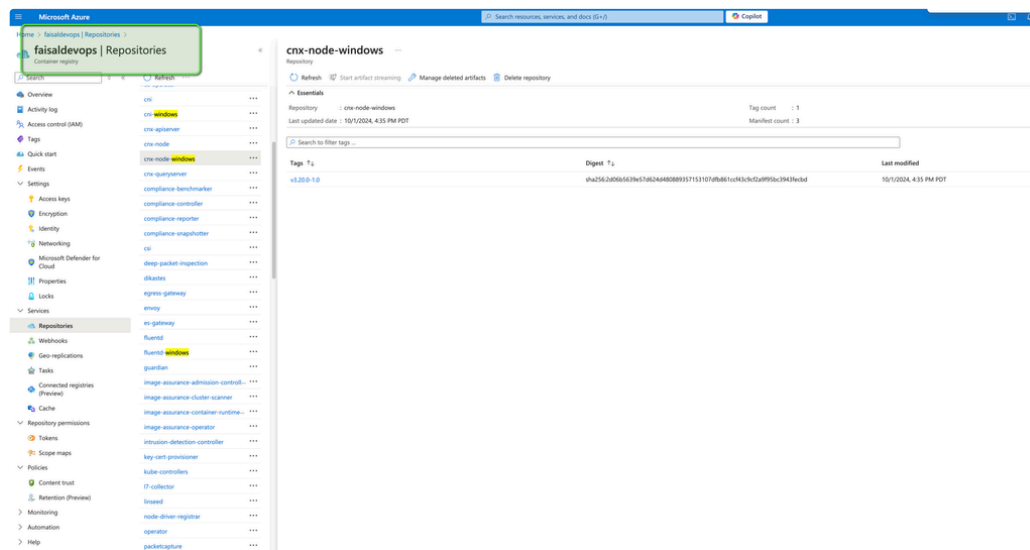 Microsoft Azure
Search resources, services, and docs (G+/)
Copilot
Home > faisaldevops | Repositories >
faisaldevops | Repositories
Container registry
Search
Refresh
Overview
Activity log
Access control (IAM)
Tags
Quick start
Events
Settings
Access keys
Encryption
Identity
Networking
Microsoft Defender for
Cloud
Properties
Locks
Services
Repositories
Webhooks
Geo-replications
Tasks
Connected registries
(Preview)
Cache
Repository permissions
Tokens
Scope maps
Policies
Content trust
Retention (Preview)
Monitoring
Automation
Help
cni
cni-windows
cnx-apiserver
cnx-node
cnx-node-windows
cnx-queryserver
compliance-benchmarker
compliance-controller
compliance-reporter
compliance-snapshotter
csi
deep-packet-inspection
dikastes
egress-gateway
envoy
es-gateway
fluentd
fluentd-windows
guardian
image-assurance-admission-controll...
image-assurance-cluster-scanner
image-assurance-container-runtime-...
image-assurance-operator
intrusion-detection-controller
key-cert-provisioner
kube-controllers
l7-collector
linseed
node-driver-registrar
operator
packetcapture
cnx-node-windows ...
Repository
Refresh Start artifact streaming Manage deleted artifacts Delete repository
Essentials
Repository : cnx-node-windows
Tag count : 1
Last updated date : 10/1/2024, 4:35 PM PDT
Manifest count : 3
Search to filter tags ...
Tags Digest Last modified
v3.20.0-1.0 10/1/2024, 4:35 PM PDT